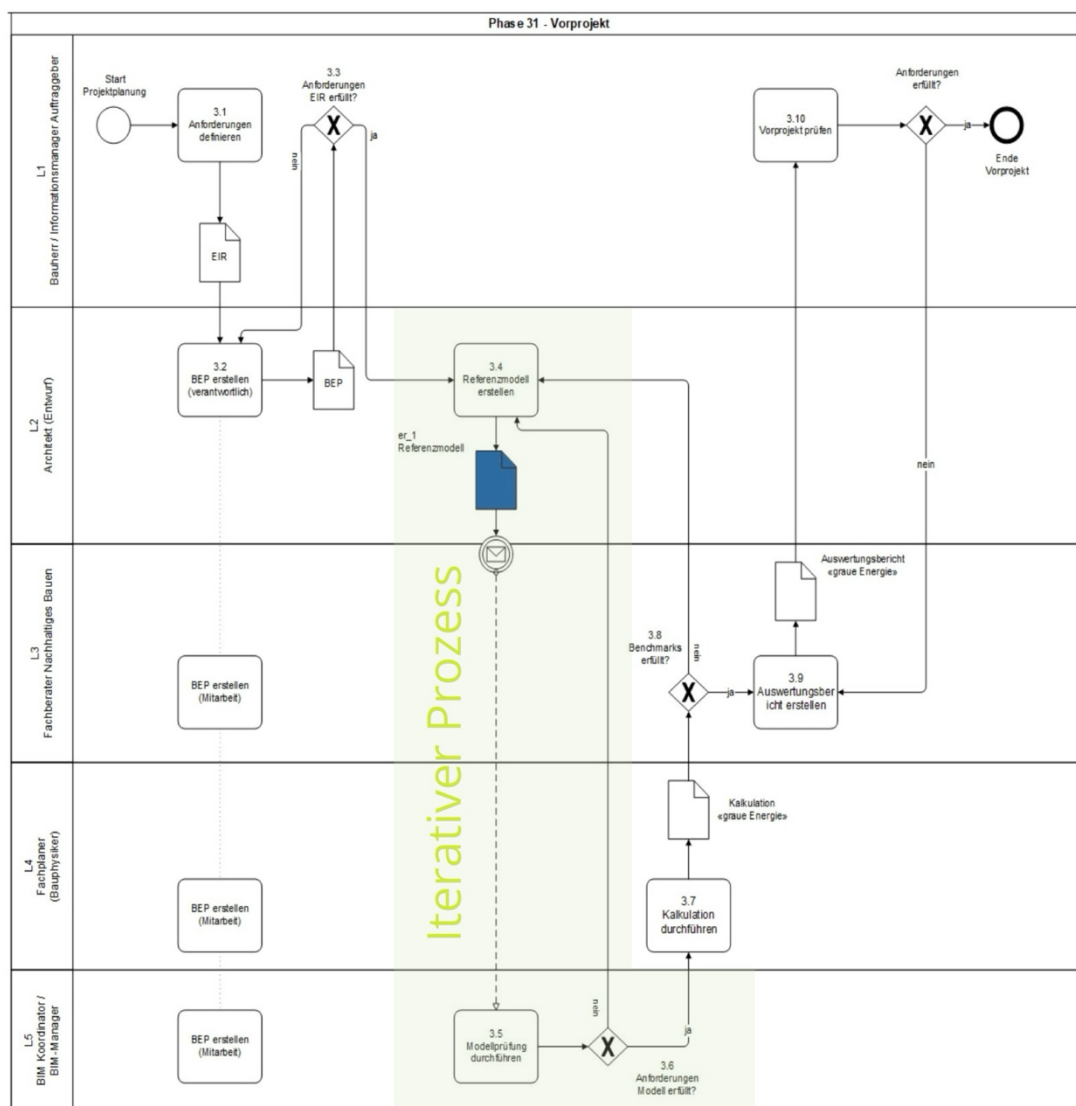 Phase 31 - Vorprojekt
L1
Bauherr / Informationsmanager Auftraggeber
Start
Projektplanung
3.1
Anforderungen
definieren
EIR
3.3
Anforderungen
EIR erfüllt?
nein
ja
3.10
Vorprojekt prüfen
Anforderungen
erfüllt?
ja
Ende
Vorprojekt
nein
L2
Architekt (Entwurf)
3.2
BEP erstellen
(verantwortlich)
BEP
3.4
Referenzmodell
erstellen
er_1
Referenzmodell
L3
Fachberater Nachhaltiges Bauen
BEP erstellen
(Mitarbeit)
Iterativer Prozess
3.8
Benchmarks
erfüllt?
nein
ja
Auswertungsbericht
«graue Energie»
3.9
Auswertungsber
icht erstellen
L4
Fachplaner
(Bauphysiker)
BEP erstellen
(Mitarbeit)
Kalkulation
«graue Energie»
3.7
Kalkulation
durchführen
L5
BIM Koordinator /
BIM-Manager
BEP erstellen
(Mitarbeit)
3.5
Modellprüfung
durchführen
nein
ja
3.6
Anforderungen
Modell erfüllt?